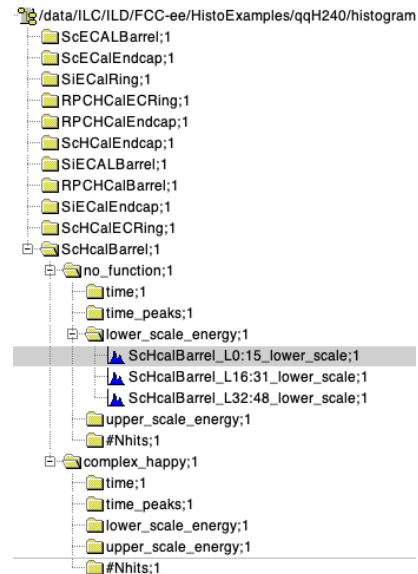 /data/ILC/ILD/FCC-ee/HistoExamples/qqH240/histogram
ScECALBarrel;1
ScECalEndcap;1
SiECalRing;1
RPCHCalECRing;1
RPCHCalEndcap;1
ScHCalEndcap;1
SiECALBarrel;1
RPCHCalBarrel;1
SiECalEndcap;1
ScHCalECRing;1
ScHcalBarrel;1
no_function;1
time;1
time_peaks;1
lower_scale_energy;1
ScHcalBarrel_L0:15_lower_scale;1
ScHcalBarrel_L16:31_lower_scale;1
ScHcalBarrel_L32:48_lower_scale;1
upper_scale_energy;1
#Nhits;1
complex_happy;1
time;1
time_peaks;1
lower_scale_energy;1
upper_scale_energy;1
#Nhits;1